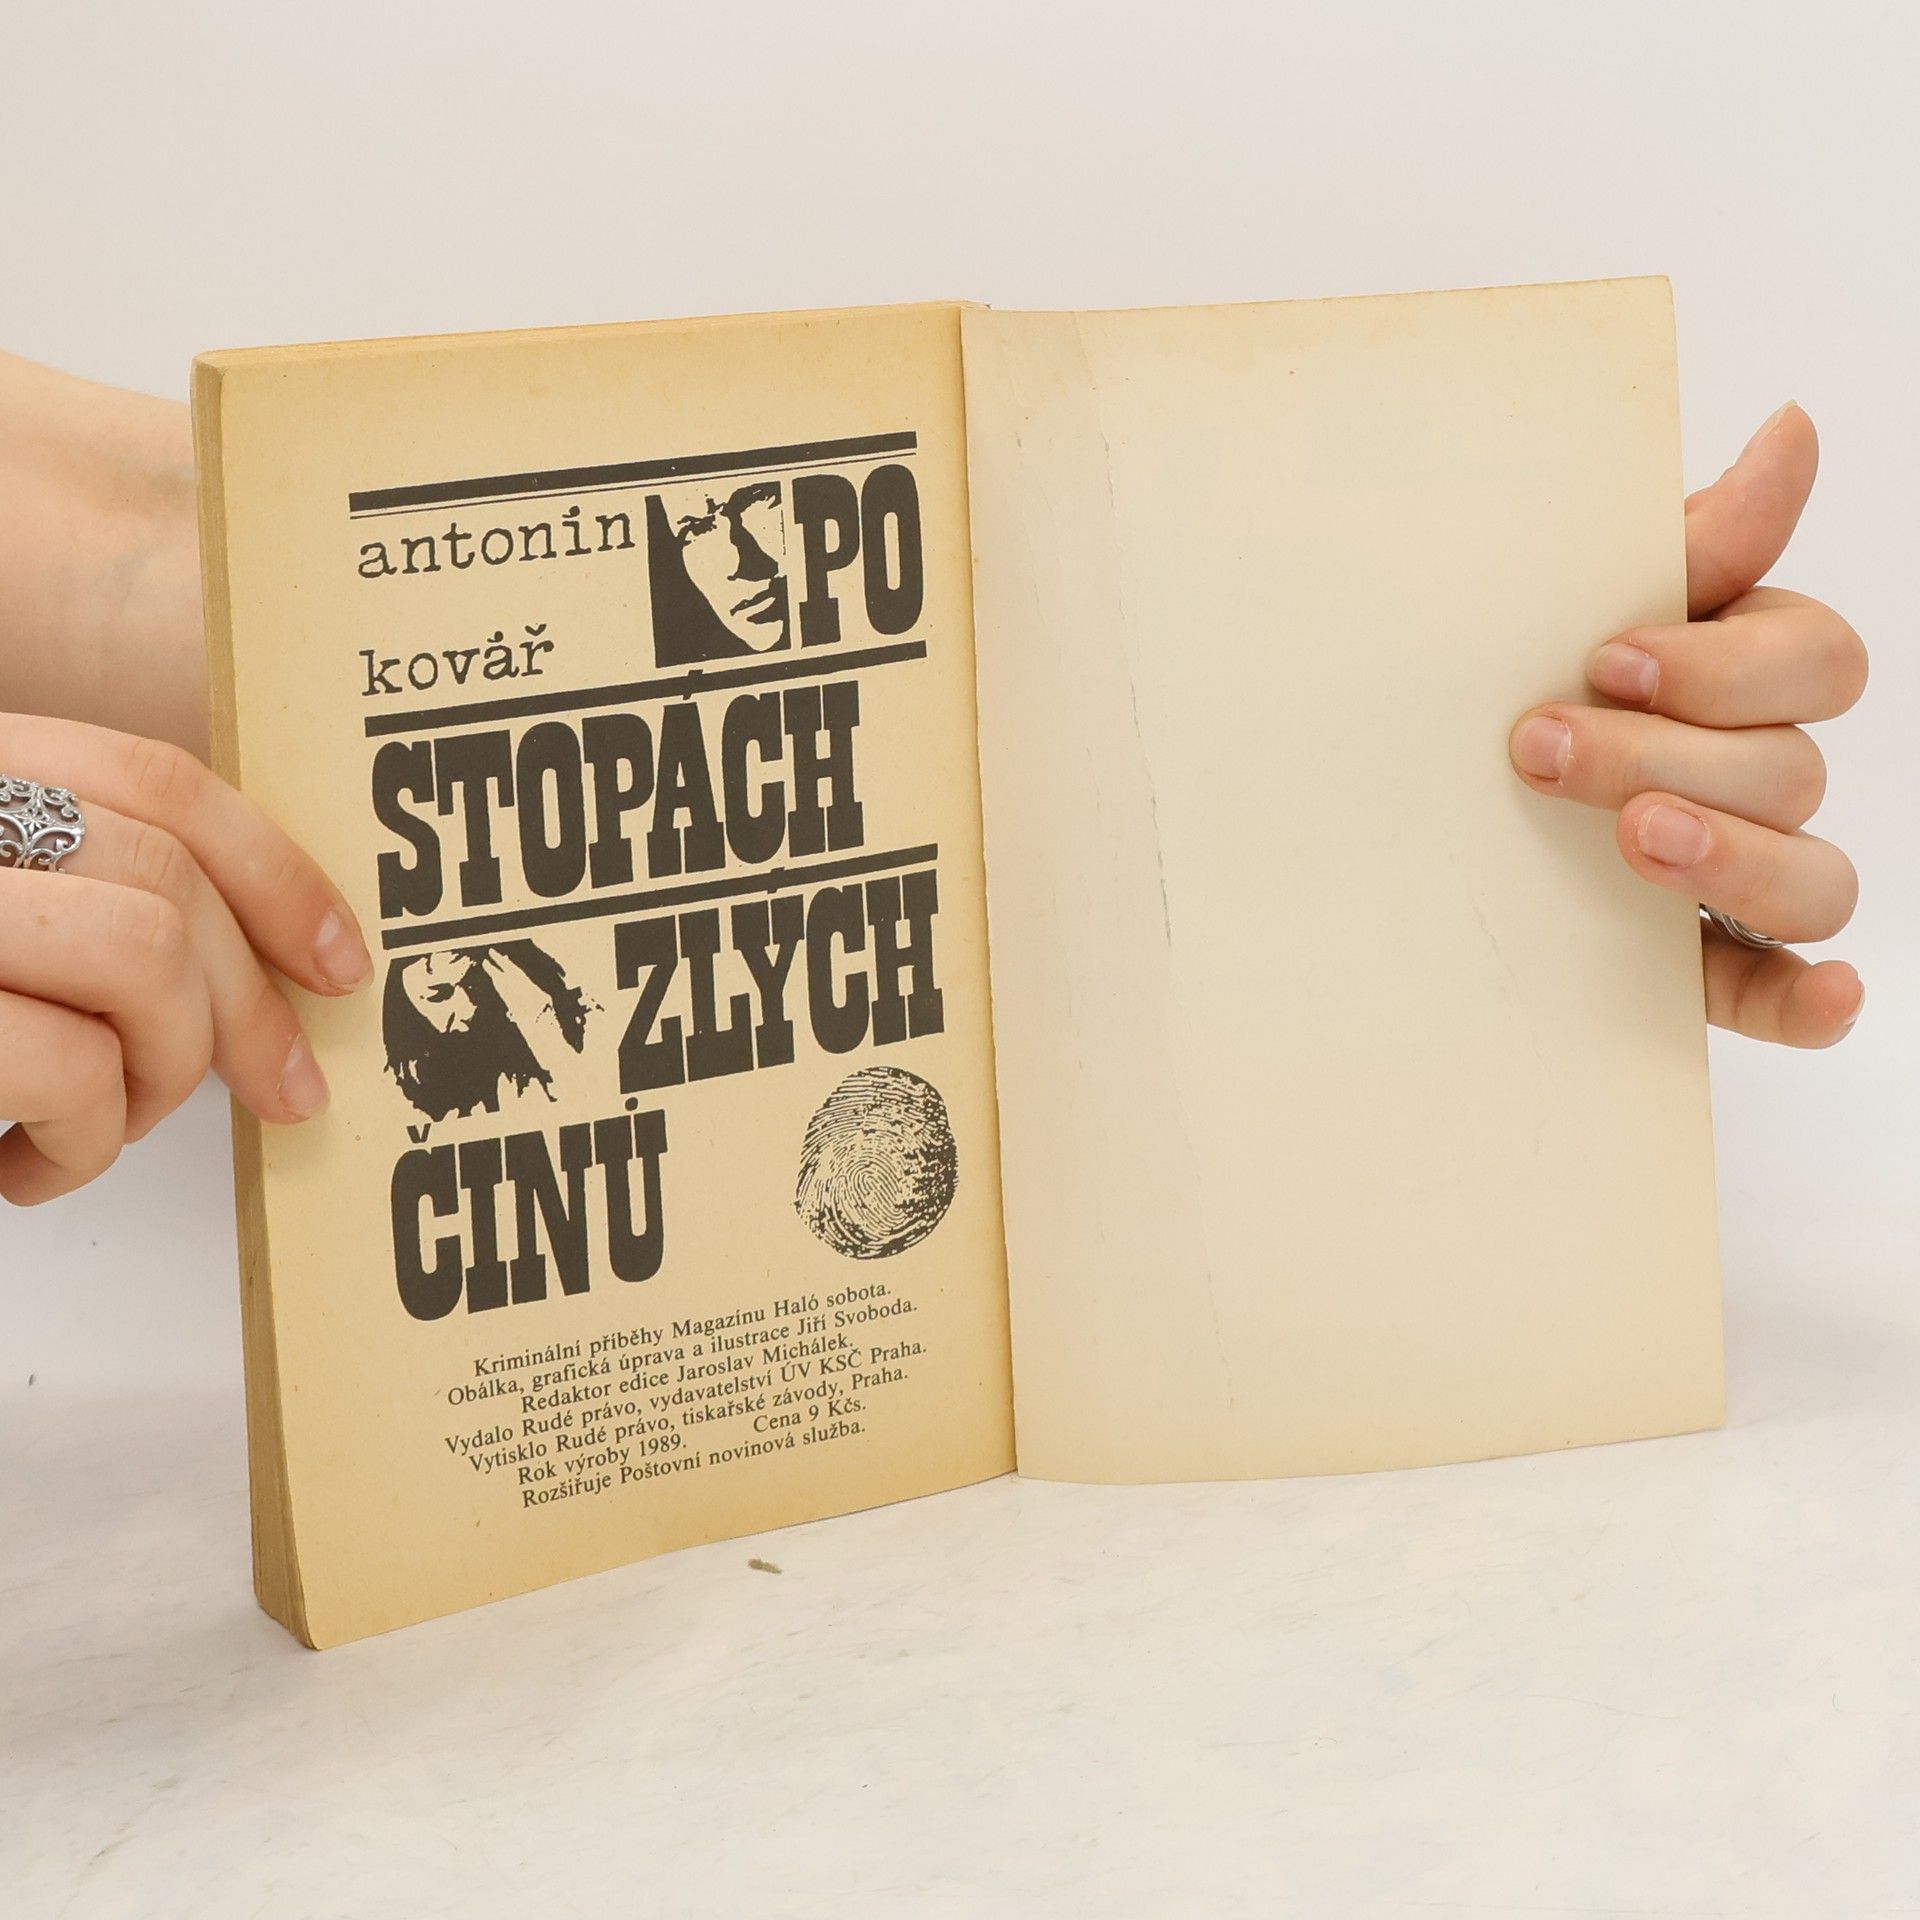 antonín
kovář
PO
STOPÁCH
ZLÝCH
ČINŮ
Kriminální příběhy Magazínu Haló sobota.
Obálka, grafická úprava a ilustrace Jiří Svoboda.
Redaktor edice Jaroslav Michálek.
Vydalo Rudé právo, vydavatelství ÚV KSČ Praha.
Vytisklo Rudé právo, tiskařské závody, Praha.
Rok výroby 1989. Cena 9 Kčs.
Rozšiřuje Poštovní novinová služba.